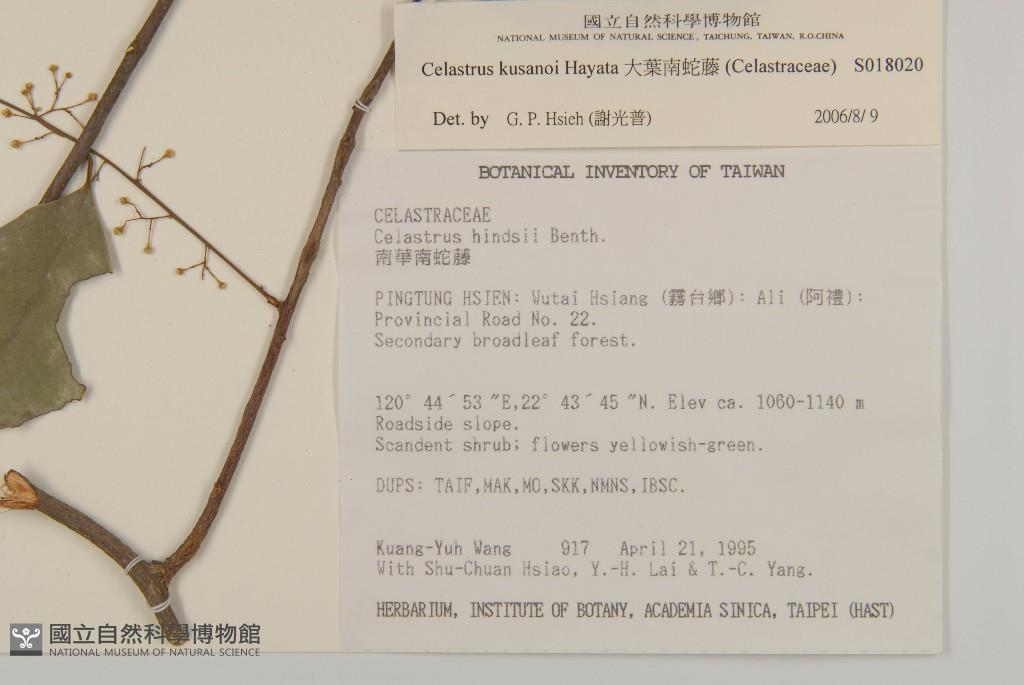 國立自然科學博物館
NATIONAL MUSEUM OF NATURAL SCIENCE, TAICHUNG, TAIWAN, R.O.CHINA
Celastrus kusanoi Hayata 大葉南蛇藤 (Celastraceae) S018020
Det. by G. P. Hsieh (謝光普) 2006/8/ 9
BOTANICAL INVENTORY OF TAIWAN
CELASTRACEAE
Celastrus hindsii Benth.
南華南蛇藤
PINGTUNG HSIEN: Wutai Hsiang (霧台鄉): Ali (阿禮):
Provincial Road No. 22.
Secondary broadleaf forest.
120° 44´ 53 ˝E,22° 43´ 45 ˝N. Elev ca. 1060-1140 m
Roadside slope.
Scandent shrub; flowers yellowish-green.
DUPS: TAIF,MAK,MO,SKK,NMNS,IBSC.
Kuang-Yuh Wang 917 April 21, 1995
With Shu-Chuan Hsiao, Y.-H. Lai & T.-C. Yang.
HERBARIUM, INSTITUTE OF BOTANY, ACADEMIA SINICA, TAIPEI (HAST)
國立自然科學博物館
NATIONAL MUSEUM OF NATURAL SCIENCE